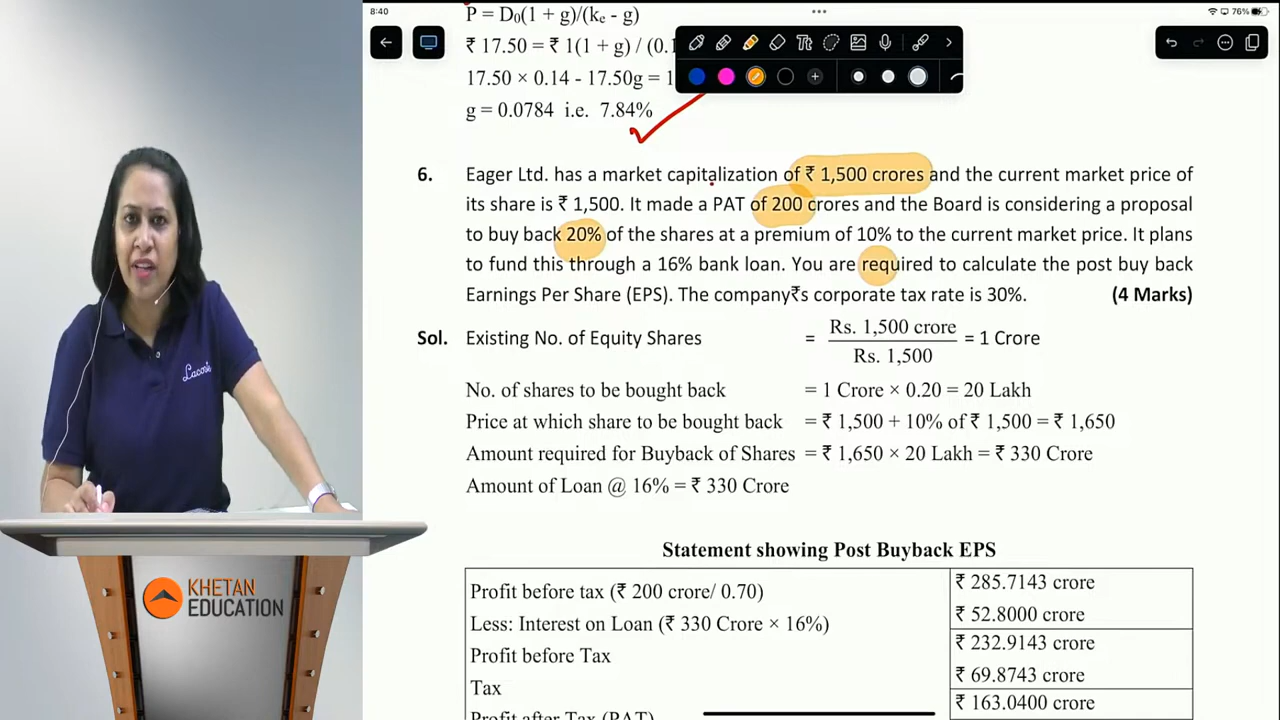 8:40
76%
P = D₀(1 + g)/(kₑ - g)
₹ 17.50 = ₹ 1(1 + g) / (0.1
17.50 × 0.14 - 17.50g = 1
g = 0.0784 i.e. 7.84%
6. Eager Ltd. has a market capitalization of ₹ 1,500 crores and the current market price of
its share is ₹ 1,500. It made a PAT of 200 crores and the Board is considering a proposal
to buy back 20% of the shares at a premium of 10% to the current market price. It plans
to fund this through a 16% bank loan. You are required to calculate the post buy back
Earnings Per Share (EPS). The company₹s corporate tax rate is 30%. (4 Marks)
Sol. Existing No. of Equity Shares = Rs. 1,500 crore / Rs. 1,500 = 1 Crore
No. of shares to be bought back = 1 Crore × 0.20 = 20 Lakh
Price at which share to be bought back = ₹ 1,500 + 10% of ₹ 1,500 = ₹ 1,650
Amount required for Buyback of Shares = ₹ 1,650 × 20 Lakh = ₹ 330 Crore
Amount of Loan @ 16% = ₹ 330 Crore
Statement showing Post Buyback EPS
Profit before tax (₹ 200 crore/ 0.70) ₹ 285.7143 crore
Less: Interest on Loan (₹ 330 Crore × 16%) ₹ 52.8000 crore
Profit before Tax ₹ 232.9143 crore
Tax ₹ 69.8743 crore
Profit after Tax (PAT) ₹ 163.0400 crore
Lacoste
KHETAN
EDUCATION